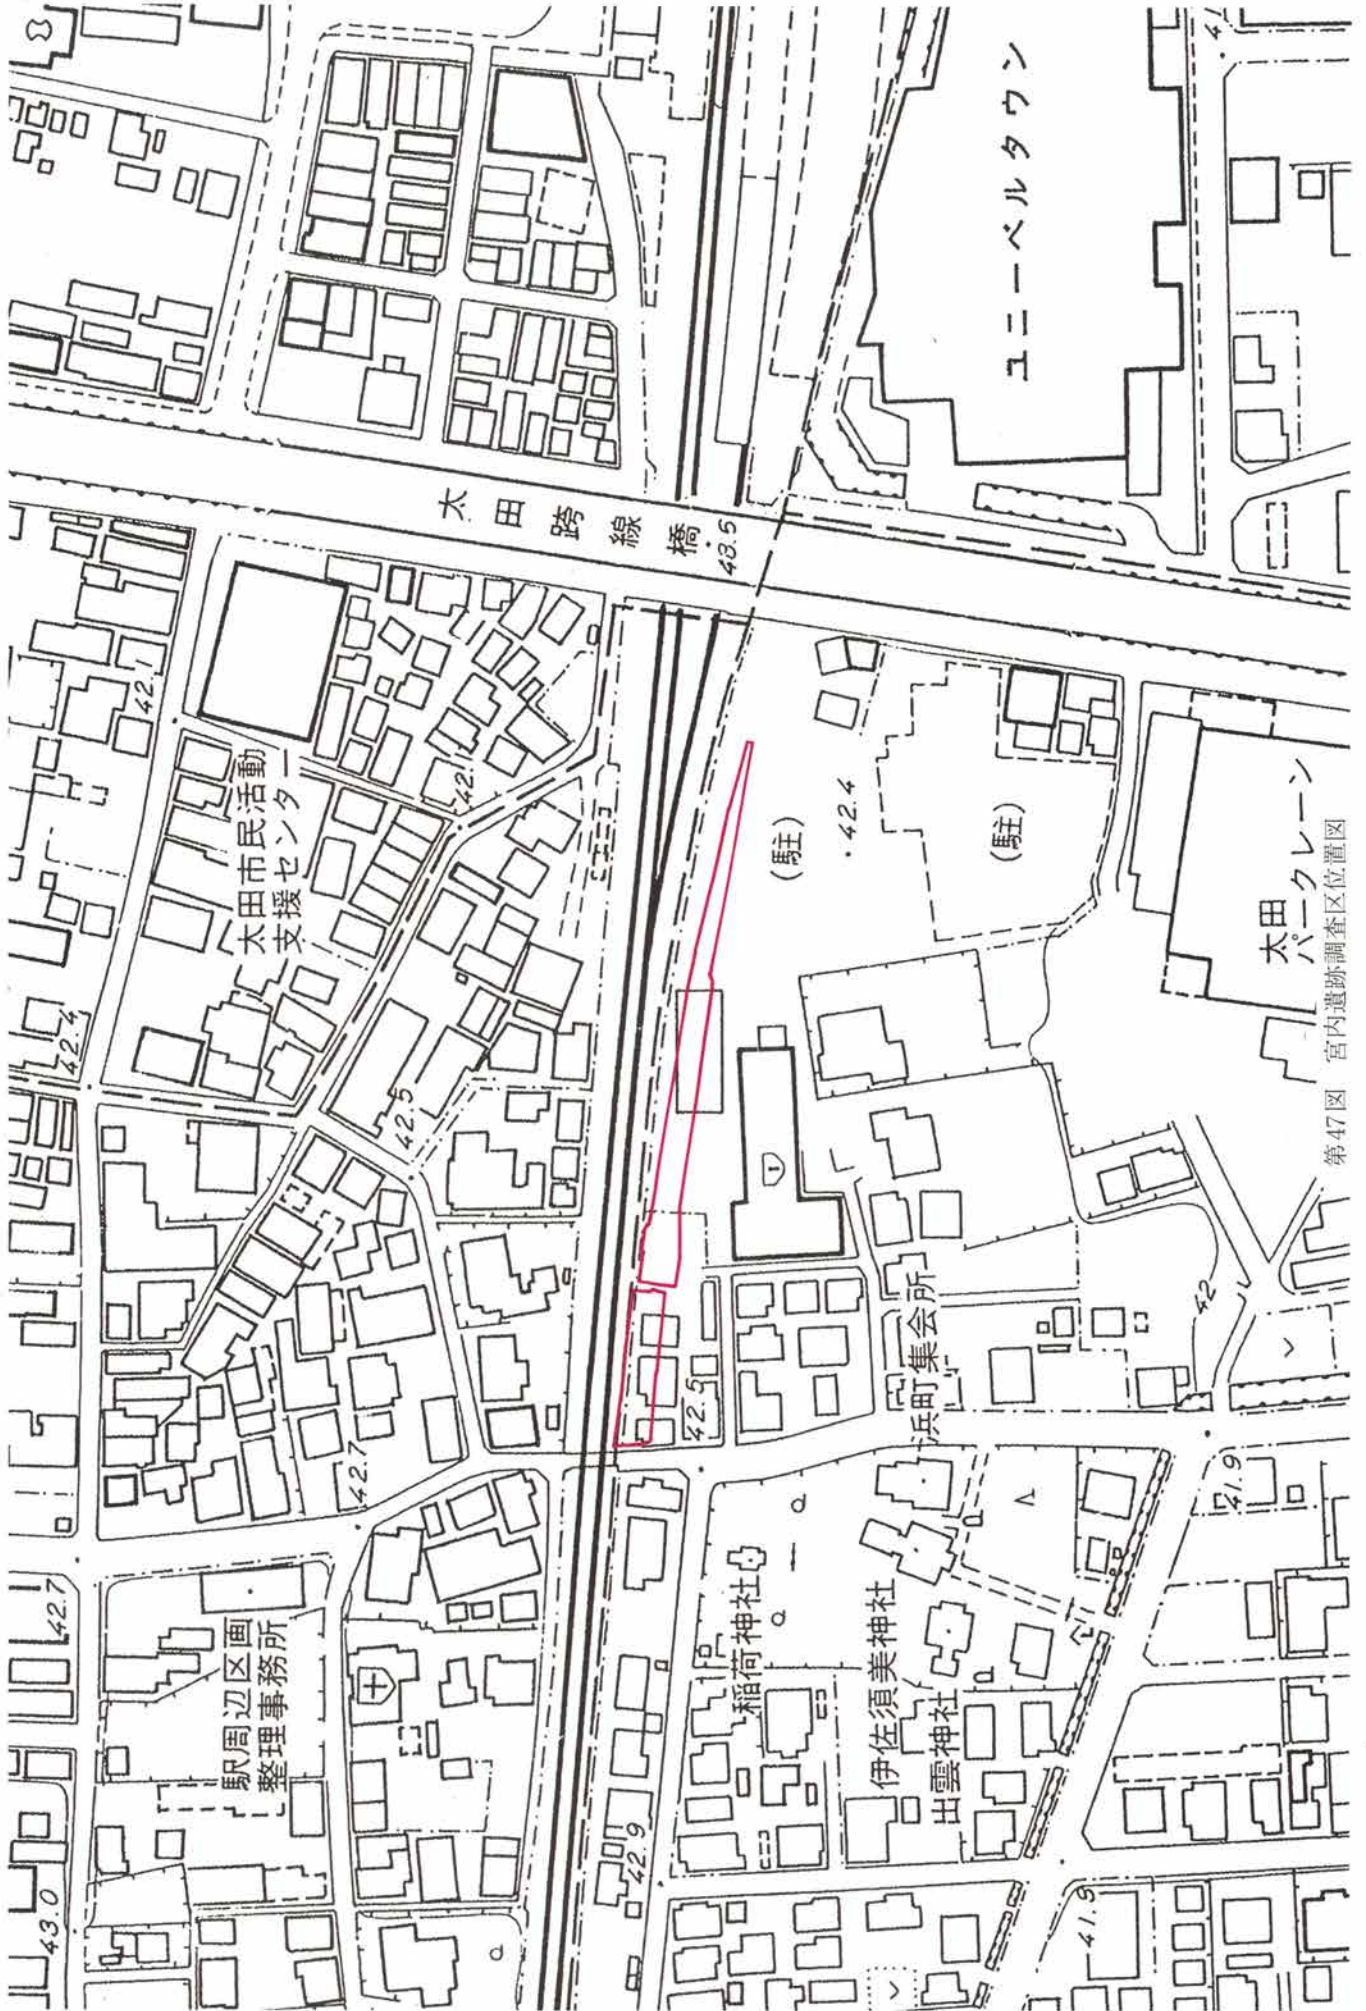 ユニーベルタウン
太田跨線橋
48.5
42.1
太田市民活動
支援センター
42.1
(駐)
42.4
(駐)
太田
パークレーン
42.4
42.5
42.7
42.5
浜町集会所
42
41.9
42.7
駅周辺区画
整理事務所
稲荷神社
伊佐須美神社
出雲神社
43.0
42.9
41.9
第47図 宮内遺跡調査区位置図